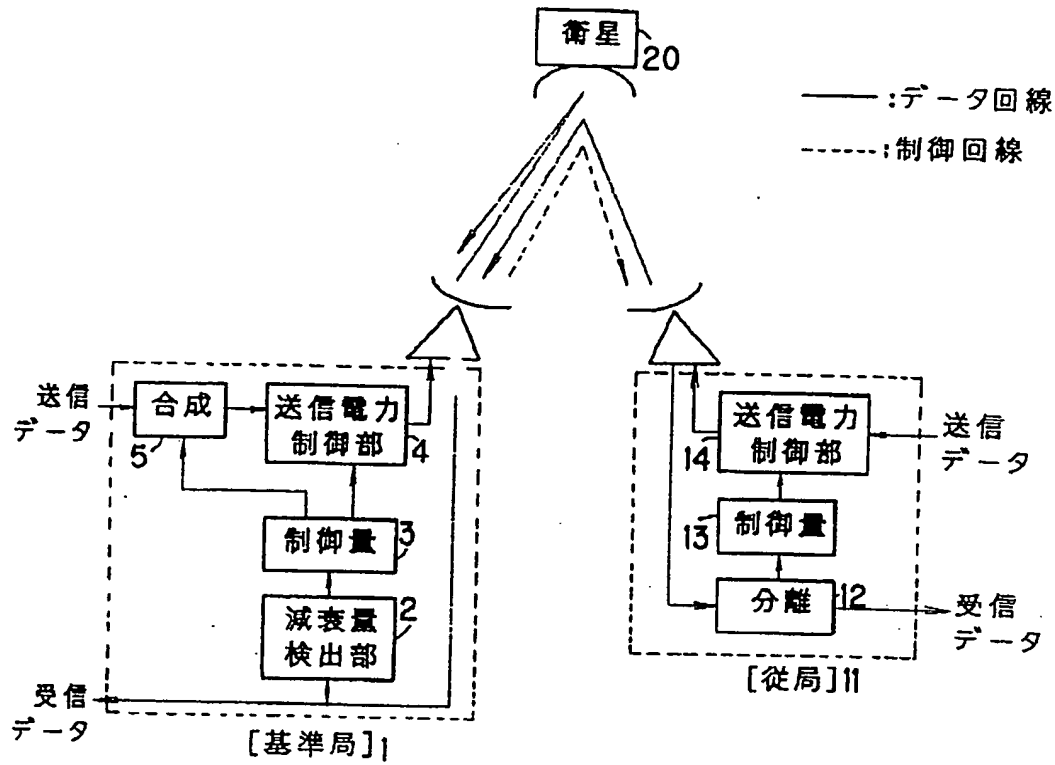 衛星
20
——:データ回線
-----:制御回線
送信
データ
合成
5
送信電力
制御部
4
制御量
3
減衰量
検出部
2
受信
データ
[基準局]1
送信電力
制御部
14
送信
データ
制御量
13
分離
12
受信
データ
[従局]11